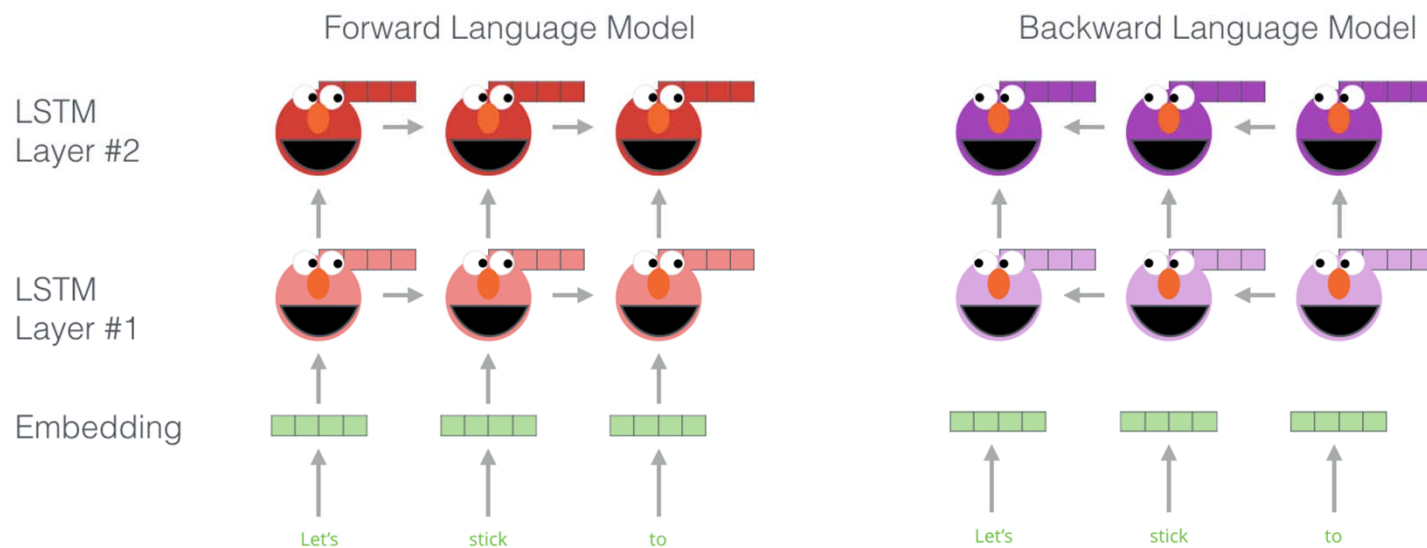 Forward Language Model
Backward Language Model
LSTM
Layer #2
LSTM
Layer #1
Embedding
Let's
stick
to
Let's
stick
to